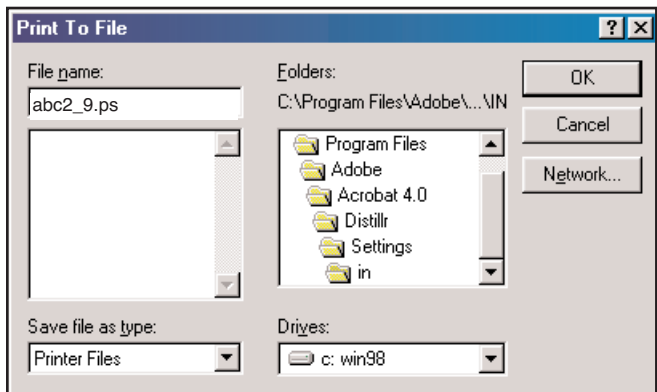 Print To File
File name:
abc2_9.ps
Folders:
C:\Program Files\Adobe\...\IN
Program Files
Adobe
Acrobat 4.0
Distillr
Settings
in
OK
Cancel
Network...
Save file as type:
Printer Files
Drives:
c: win98